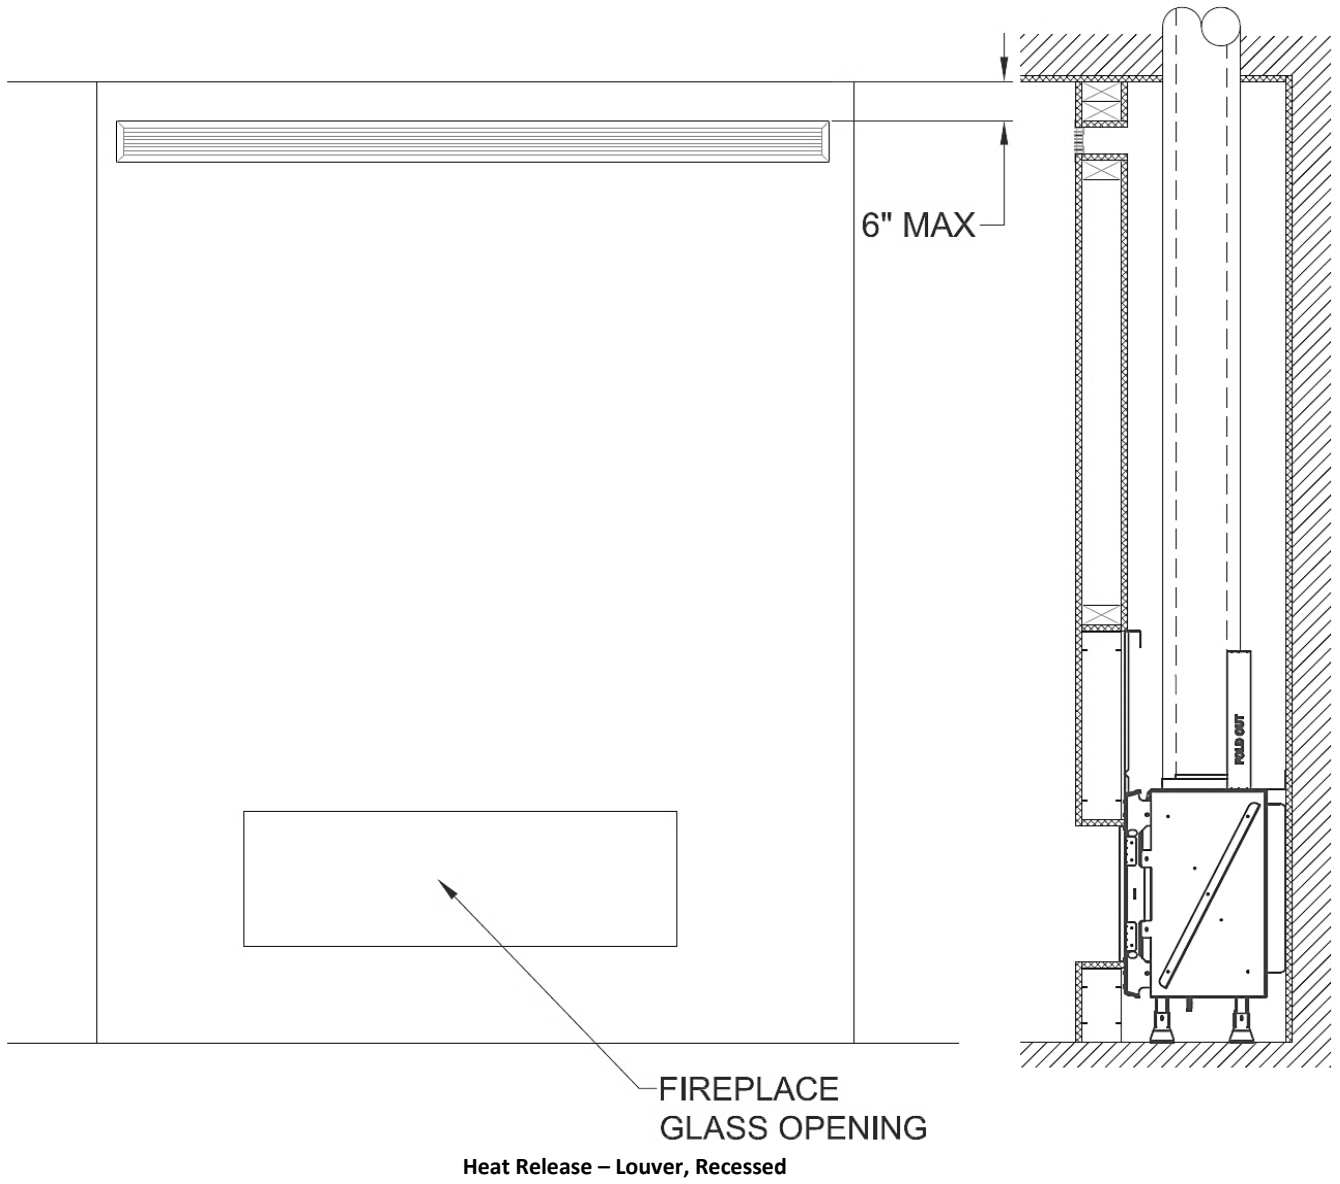 6" MAX
FOLD OUT
FIREPLACE
GLASS OPENING
Heat Release – Louver, Recessed